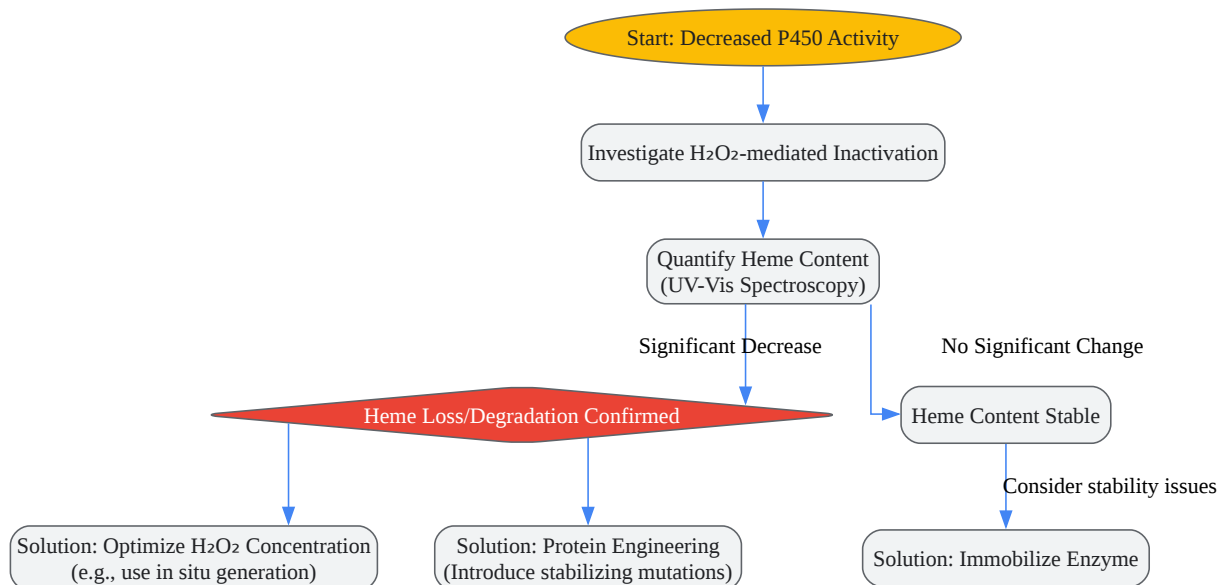 Start: Decreased P450 Activity
Investigate H₂O₂-mediated Inactivation
Quantify Heme Content
(UV-Vis Spectroscopy)
Significant Decrease
No Significant Change
Heme Loss/Degradation Confirmed
Heme Content Stable
Consider stability issues
Solution: Optimize H₂O₂ Concentration
(e.g., use in situ generation)
Solution: Protein Engineering
(Introduce stabilizing mutations)
Solution: Immobilize Enzyme